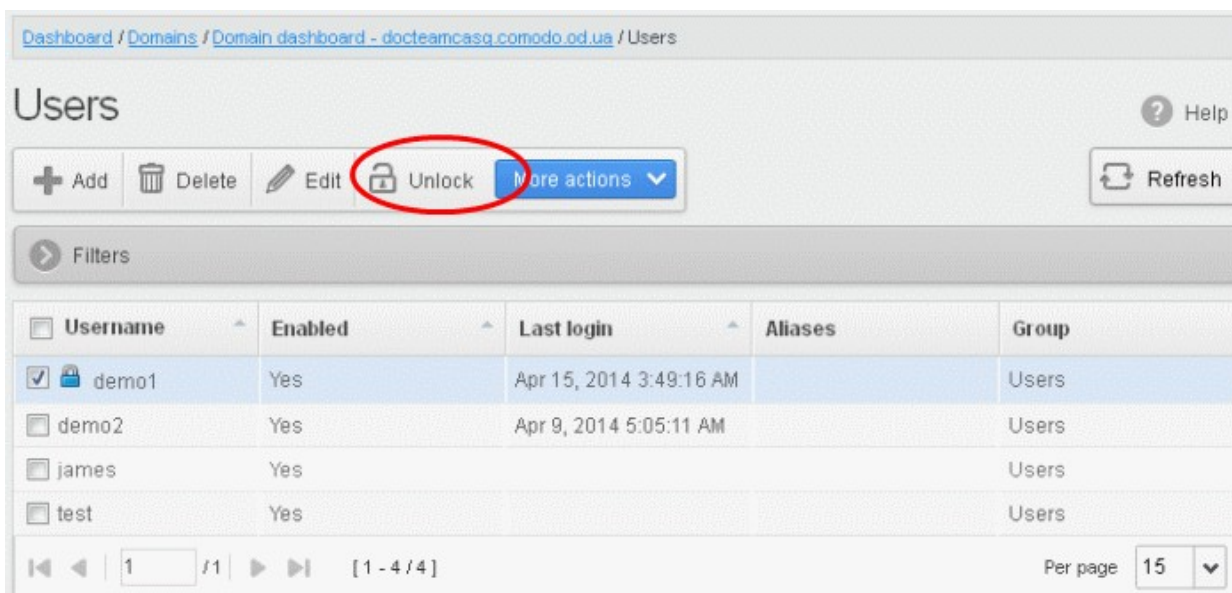 Dashboard / Domains / Domain dashboard - docteamcasg.comodo.od.ua / Users
Users
Help
Add Delete Edit Unlock More actions
Refresh
Filters
Username Enabled Last login Aliases Group
demo1 Yes Apr 15, 2014 3:49:16 AM Users
demo2 Yes Apr 9, 2014 5:05:11 AM Users
james Yes Users
test Yes Users
1 /1 [1 - 4 / 4] Per page 15